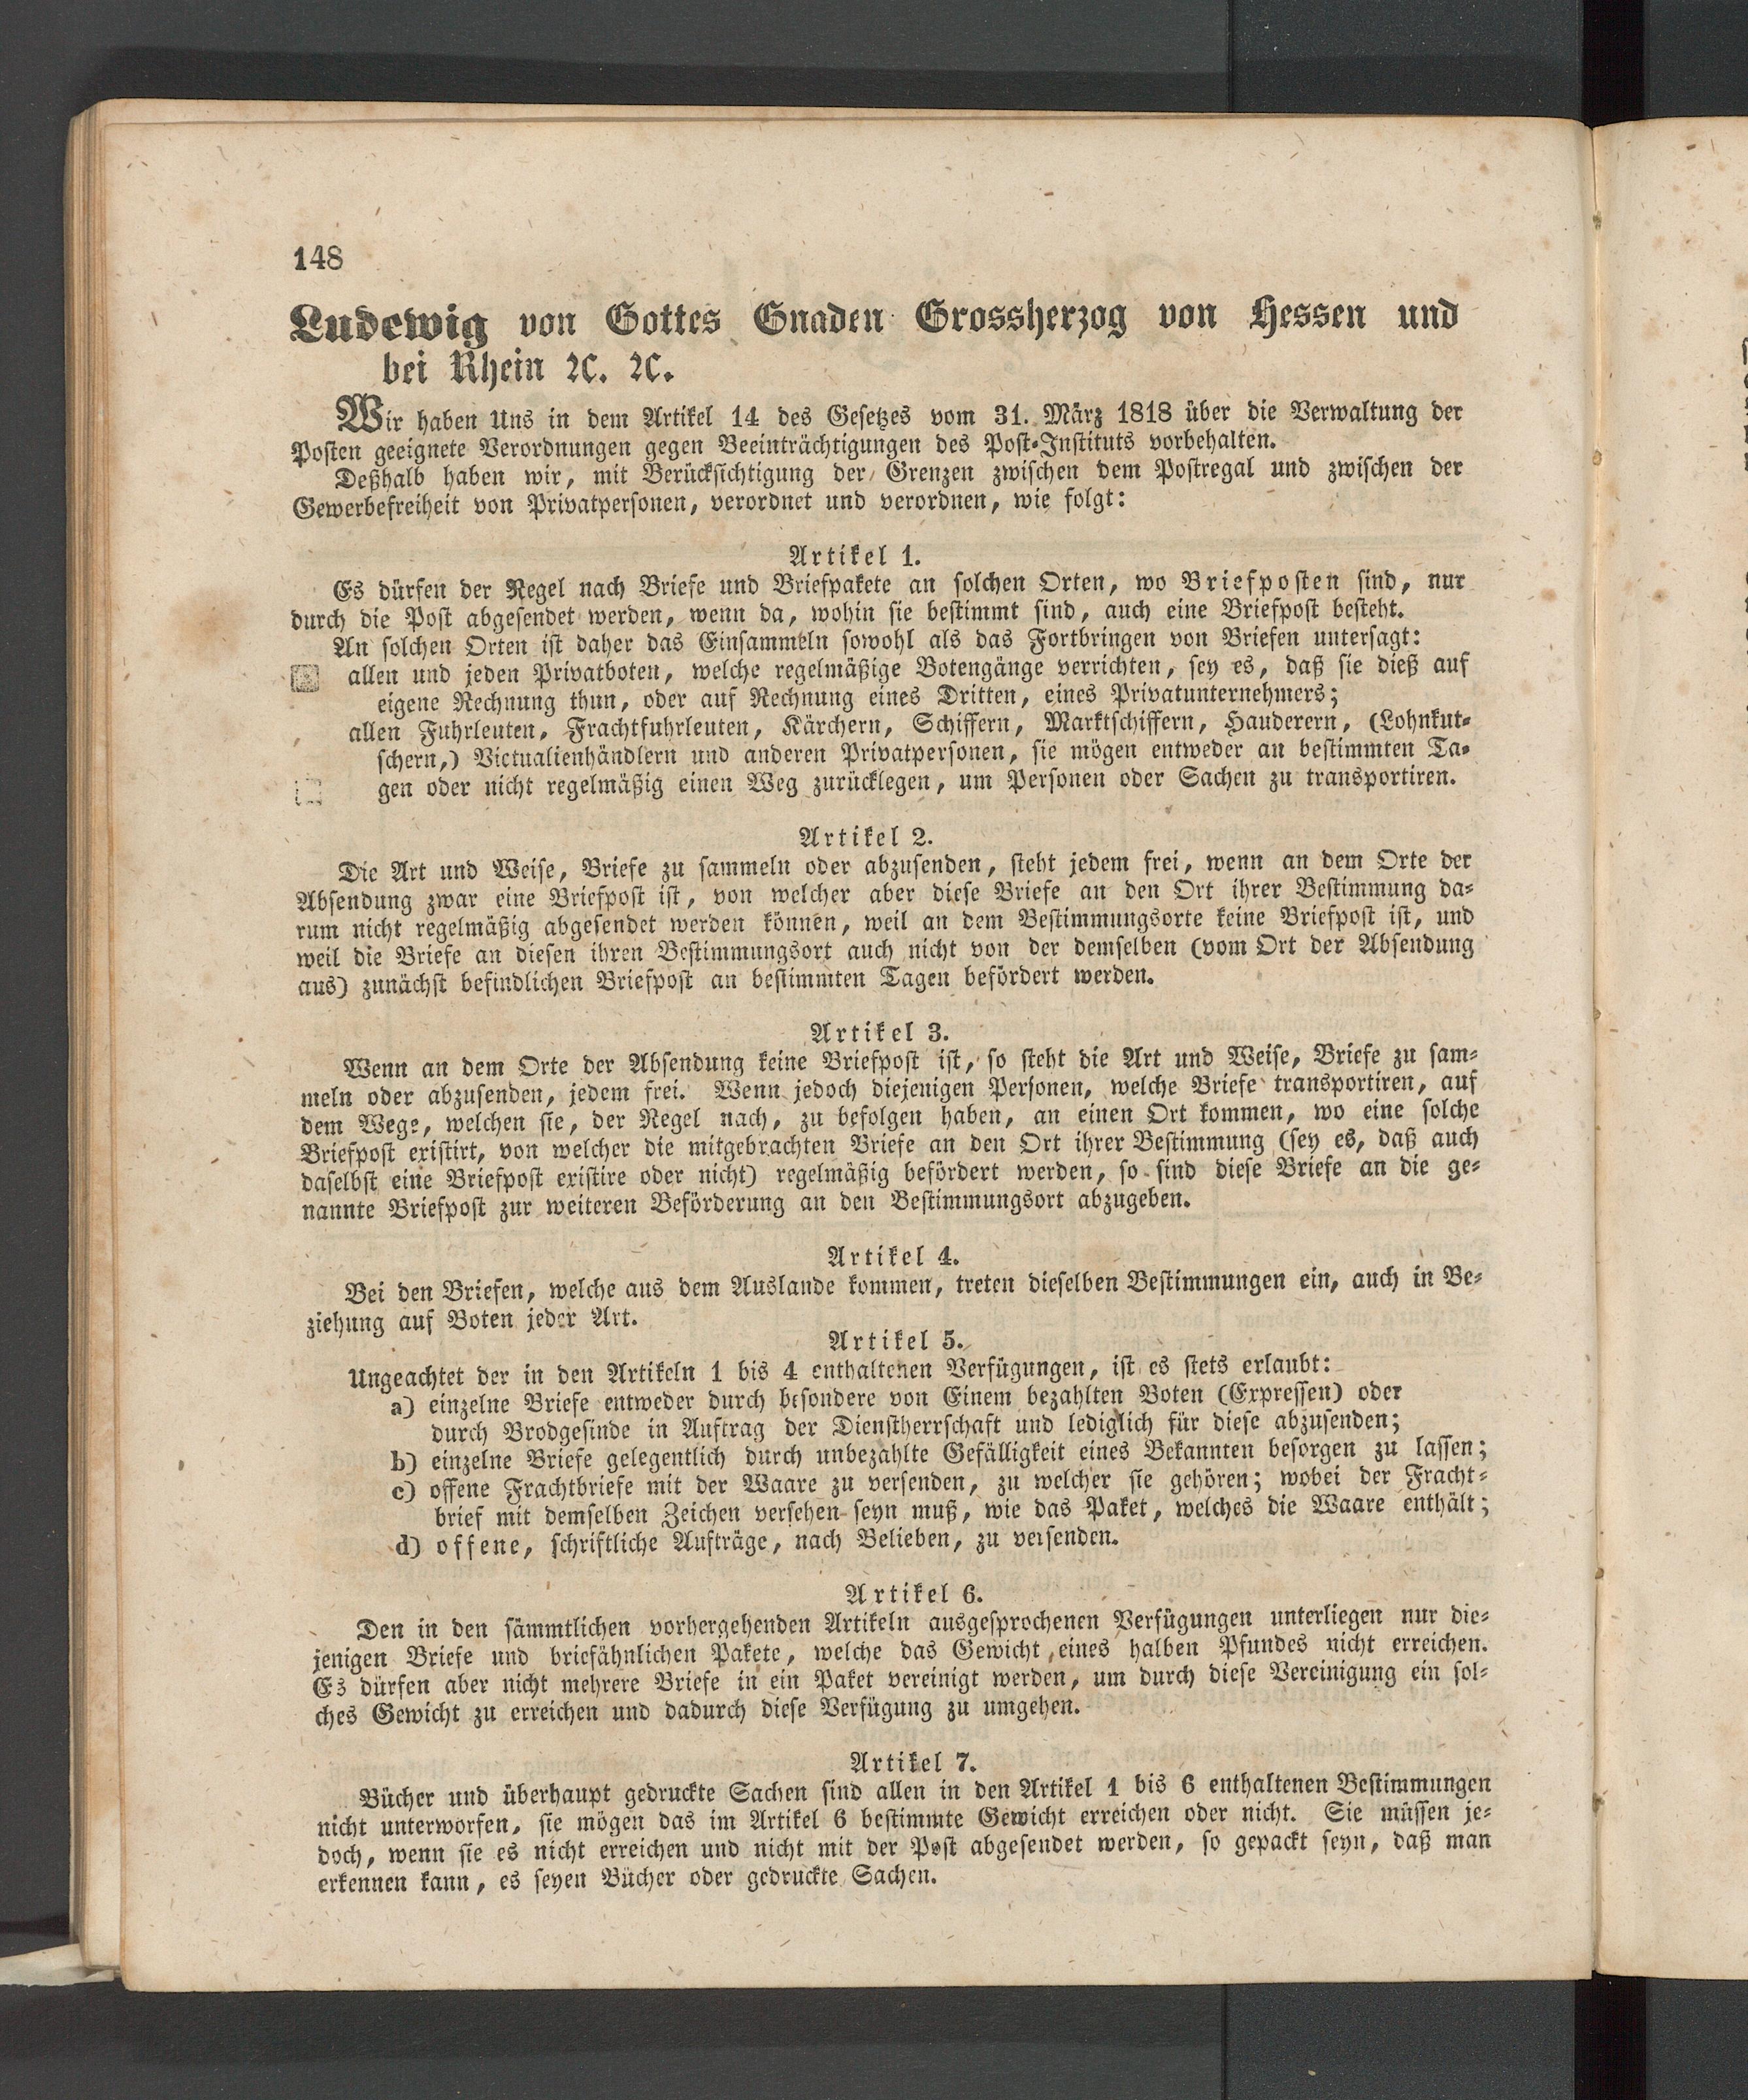 148
Ludewig von Gottes Gnaden Grossherzog von Hessen und
bei Rhein ꝛc. ꝛc.
Wir haben Uns in dem Artikel 14 des Gesetzes vom 31. März 1818 über die Verwaltung der
Posten geeignete Verordnungen gegen Beeinträchtigungen des Post-Instituts vorbehalten.
Deßhalb haben wir, mit Berücksichtigung der Grenzen zwischen dem Postregal und zwischen der
Gewerbefreiheit von Privatpersonen, verordnet und verordnen, wie folgt:
Artikel 1.
Es dürfen der Regel nach Briefe und Briefpakete an solchen Orten, wo Briefposten sind, nur
durch die Post abgesendet werden, wenn da, wohin sie bestimmt sind, auch eine Briefpost besteht.
An solchen Orten ist daher das Einsammeln sowohl als das Fortbringen von Briefen untersagt:
allen und jeden Privatboten, welche regelmäßige Botengänge verrichten, sey es, daß sie dieß auf
eigene Rechnung thun, oder auf Rechnung eines Dritten, eines Privatunternehmers;
allen Fuhrleuten, Frachtfuhrleuten, Kärchern, Schiffern, Marktschiffern, Hauderern, (Lohnkut-
schern,) Victualienhändlern und anderen Privatpersonen, sie mögen entweder an bestimmten Ta-
gen oder nicht regelmäßig einen Weg zurücklegen, um Personen oder Sachen zu transportiren.
Artikel 2.
Die Art und Weise, Briefe zu sammeln oder abzusenden, steht jedem frei, wenn an dem Orte der
Absendung zwar eine Briefpost ist, von welcher aber diese Briefe an den Ort ihrer Bestimmung da-
rum nicht regelmäßig abgesendet werden können, weil an dem Bestimmungsorte keine Briefpost ist, und
weil die Briefe an diesen ihren Bestimmungsort auch nicht von der demselben (vom Ort der Absendung
aus) zunächst befindlichen Briefpost an bestimmten Tagen befördert werden.
Artikel 3.
Wenn an dem Orte der Absendung keine Briefpost ist, so steht die Art und Weise, Briefe zu sam-
meln oder abzusenden, jedem frei. Wenn jedoch diejenigen Personen, welche Briefe transportiren, auf
dem Wege, welchen sie, der Regel nach, zu befolgen haben, an einen Ort kommen, wo eine solche
Briefpost existirt, von welcher die mitgebrachten Briefe an den Ort ihrer Bestimmung (sey es, daß auch
daselbst eine Briefpost existire oder nicht) regelmäßig befördert werden, so sind diese Briefe an die ge-
nannte Briefpost zur weiteren Beförderung an den Bestimmungsort abzugeben.
Artikel 4.
Bei den Briefen, welche aus dem Auslande kommen, treten dieselben Bestimmungen ein, auch in Be-
ziehung auf Boten jeder Art.
Artikel 5.
Ungeachtet der in den Artikeln 1 bis 4 enthaltenen Verfügungen, ist es stets erlaubt:
a) einzelne Briefe entweder durch besondere von Einem bezahlten Boten (Expressen) oder
durch Brodgesinde in Auftrag der Dienstherrschaft und lediglich für diese abzusenden;
b) einzelne Briefe gelegentlich durch unbezahlte Gefälligkeit eines Bekannten besorgen zu lassen;
c) offene Frachtbriefe mit der Waare zu versenden, zu welcher sie gehören; wobei der Fracht-
brief mit demselben Zeichen versehen seyn muß, wie das Paket, welches die Waare enthält;
d) offene, schriftliche Aufträge, nach Belieben, zu versenden.
Artikel 6.
Den in den sämmtlichen vorhergehenden Artikeln ausgesprochenen Verfügungen unterliegen nur die-
jenigen Briefe und briefähnlichen Pakete, welche das Gewicht eines halben Pfundes nicht erreichen.
Es dürfen aber nicht mehrere Briefe in ein Paket vereinigt werden, um durch diese Vereinigung ein sol-
ches Gewicht zu erreichen und dadurch diese Verfügung zu umgehen.
Artikel 7.
Bücher und überhaupt gedruckte Sachen sind allen in den Artikel 1 bis 6 enthaltenen Bestimmungen
nicht unterworfen, sie mögen das im Artikel 6 bestimmte Gewicht erreichen oder nicht. Sie müssen je-
doch, wenn sie es nicht erreichen und nicht mit der Post abgesendet werden, so gepackt seyn, daß man
erkennen kann, es seyen Bücher oder gedruckte Sachen.